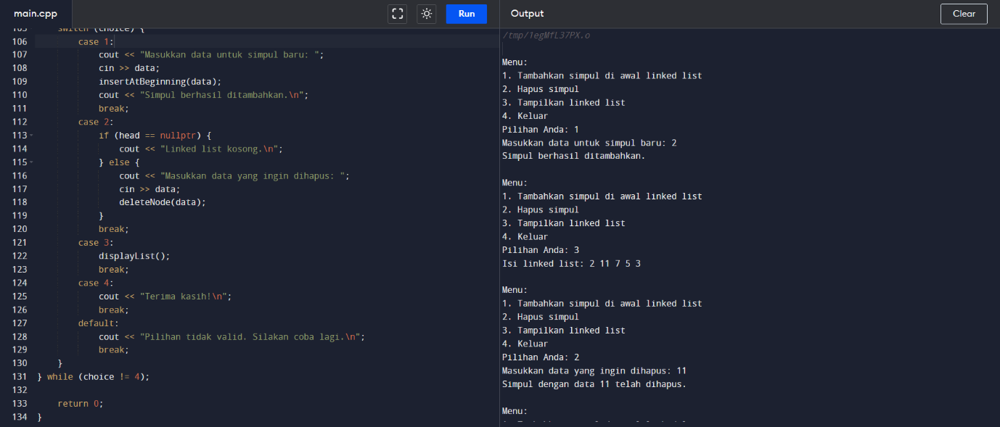 main.cpp
Run
Output
Clear
105 switch (choice) {
106 case 1:
107 cout << "Masukkan data untuk simpul baru: ";
108 cin >> data;
109 insertAtBeginning(data);
110 cout << "Simpul berhasil ditambahkan.\n";
111 break;
112 case 2:
113 if (head == nullptr) {
114 cout << "Linked list kosong.\n";
115 } else {
116 cout << "Masukkan data yang ingin dihapus: ";
117 cin >> data;
118 deleteNode(data);
119 }
120 break;
121 case 3:
122 displayList();
123 break;
124 case 4:
125 cout << "Terima kasih!\n";
126 break;
127 default:
128 cout << "Pilihan tidak valid. Silakan coba lagi.\n";
129 break;
130 }
131 } while (choice != 4);
132
133 return 0;
134 }
/tmp/1egMfL37PX.o
Menu:
1. Tambahkan simpul di awal linked list
2. Hapus simpul
3. Tampilkan linked list
4. Keluar
Pilihan Anda: 1
Masukkan data untuk simpul baru: 2
Simpul berhasil ditambahkan.
Menu:
1. Tambahkan simpul di awal linked list
2. Hapus simpul
3. Tampilkan linked list
4. Keluar
Pilihan Anda: 3
Isi linked list: 2 11 7 5 3
Menu:
1. Tambahkan simpul di awal linked list
2. Hapus simpul
3. Tampilkan linked list
4. Keluar
Pilihan Anda: 2
Masukkan data yang ingin dihapus: 11
Simpul dengan data 11 telah dihapus.
Menu: